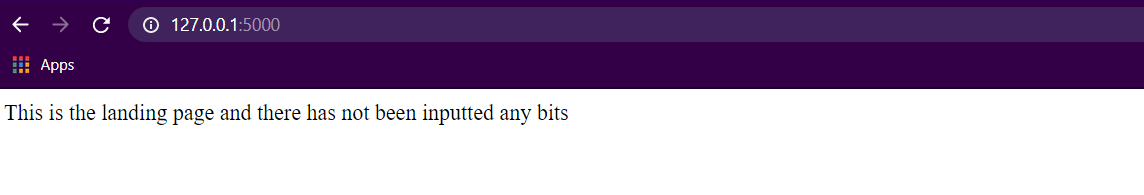 127.0.0.1:5000
Apps
This is the landing page and there has not been inputted any bits